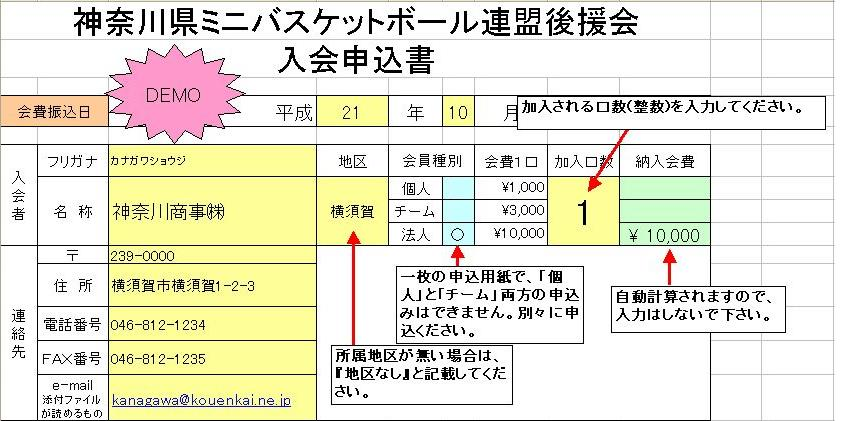 神奈川県ミニバスケットボール連盟後援会
入会申込書
DEMO
会費振込日 平成 21 年 10 月
加入される口数(整数)を入力してください。
入会者 フリガナ カナガワショウジ 地区 会員種別 会費1口 加入口数 納入会費
名 称 神奈川商事㈱ 横須賀 個人 ¥1,000 1
チーム ¥3,000
法人 ○ ¥10,000 ¥ 10,000
連絡先 〒 239-0000
住 所 横須賀市横須賀1-2-3
電話番号 046-812-1234
FAX番号 046-812-1235
e-mail
添付ファイル
が読めるもの
kanagawa@kouenkai.ne.jp
一枚の申込用紙で、「個
人」と「チーム」両方の申込
みはできません。別々に申
込ください。
自動計算されますので、
入力はしないで下さい。
所属地区が無い場合は、
『地区なし』と記載してくだ
さい。